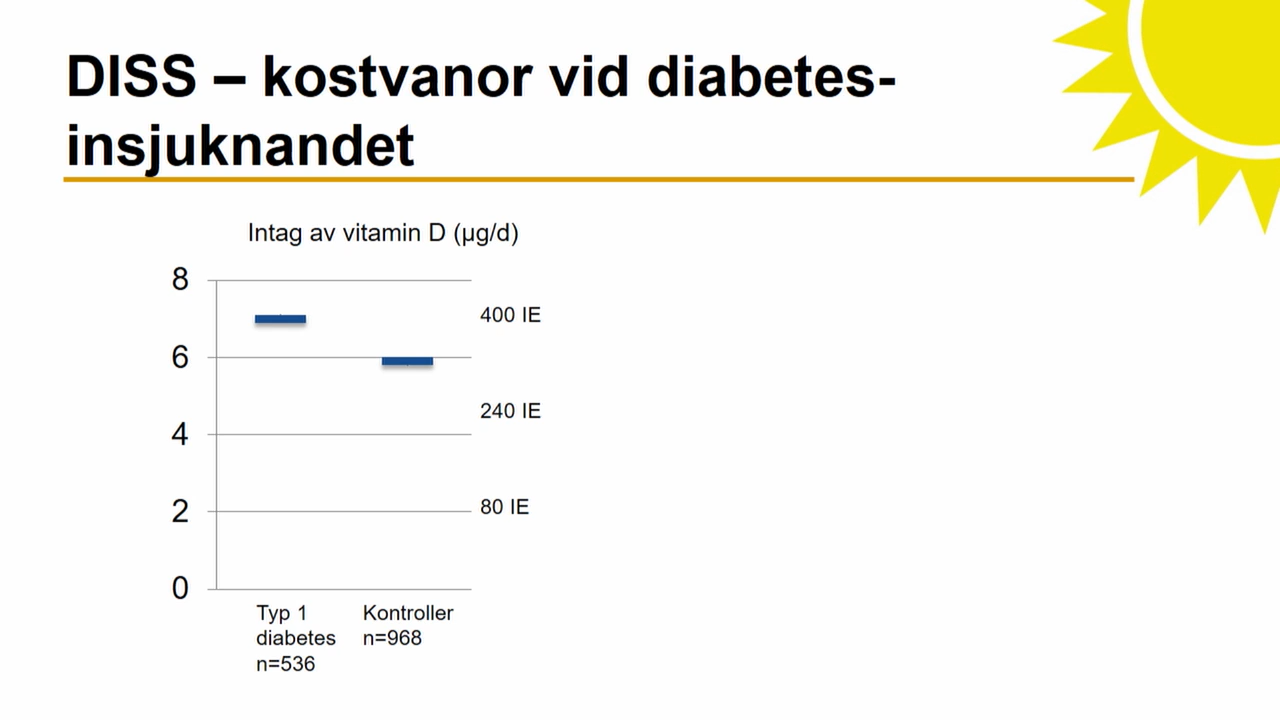 DISS – kostvanor vid diabetes-
insjuknandet
Intag av vitamin D (µg/d)
8
400 IE
6
240 IE
4
2
80 IE
0
Typ 1
diabetes
n=536
Kontroller
n=968